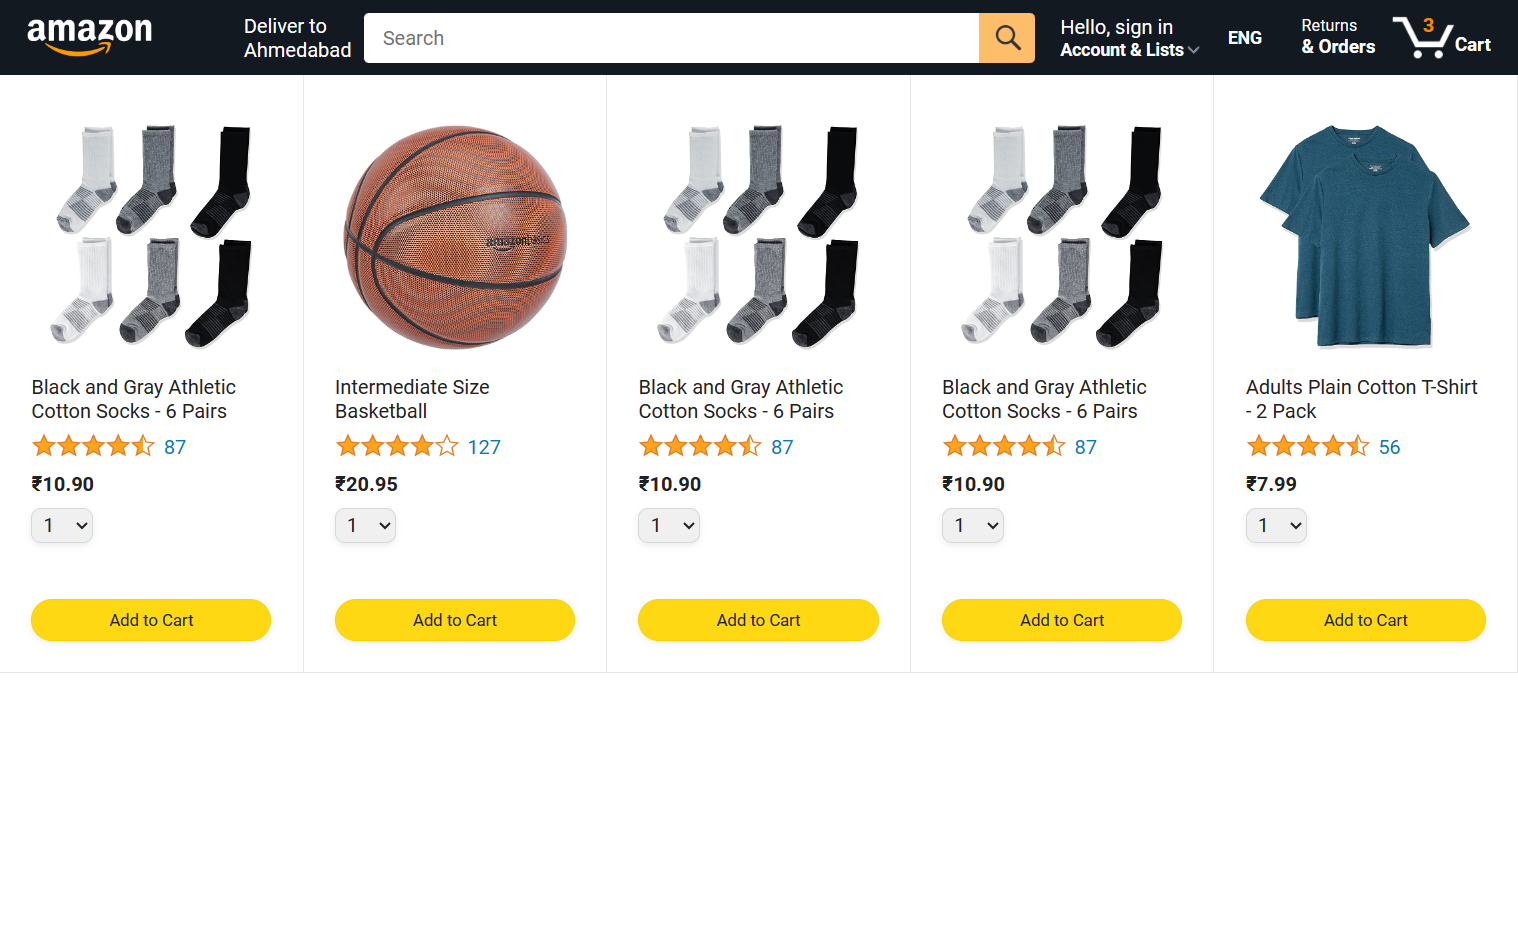 amazon
Deliver to
Ahmedabad
Search
Hello, sign in
Account & Lists
ENG
Returns
& Orders
3
Cart
amazonbasics
Black and Gray Athletic
Cotton Socks - 6 Pairs
87
₹10.90
1
Add to Cart
Intermediate Size
Basketball
127
₹20.95
1
Add to Cart
Black and Gray Athletic
Cotton Socks - 6 Pairs
87
₹10.90
1
Add to Cart
Black and Gray Athletic
Cotton Socks - 6 Pairs
87
₹10.90
1
Add to Cart
Adults Plain Cotton T-Shirt
- 2 Pack
56
₹7.99
1
Add to Cart